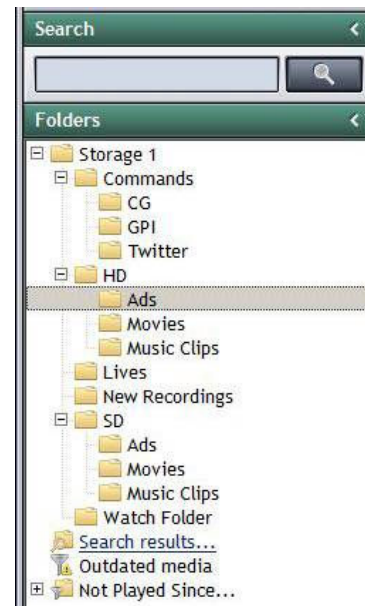 Search
Folders
Storage 1
Commands
CG
GPI
Twitter
HD
Ads
Movies
Music Clips
Lives
New Recordings
SD
Ads
Movies
Music Clips
Watch Folder
Search results...
Outdated media
Not Played Since...